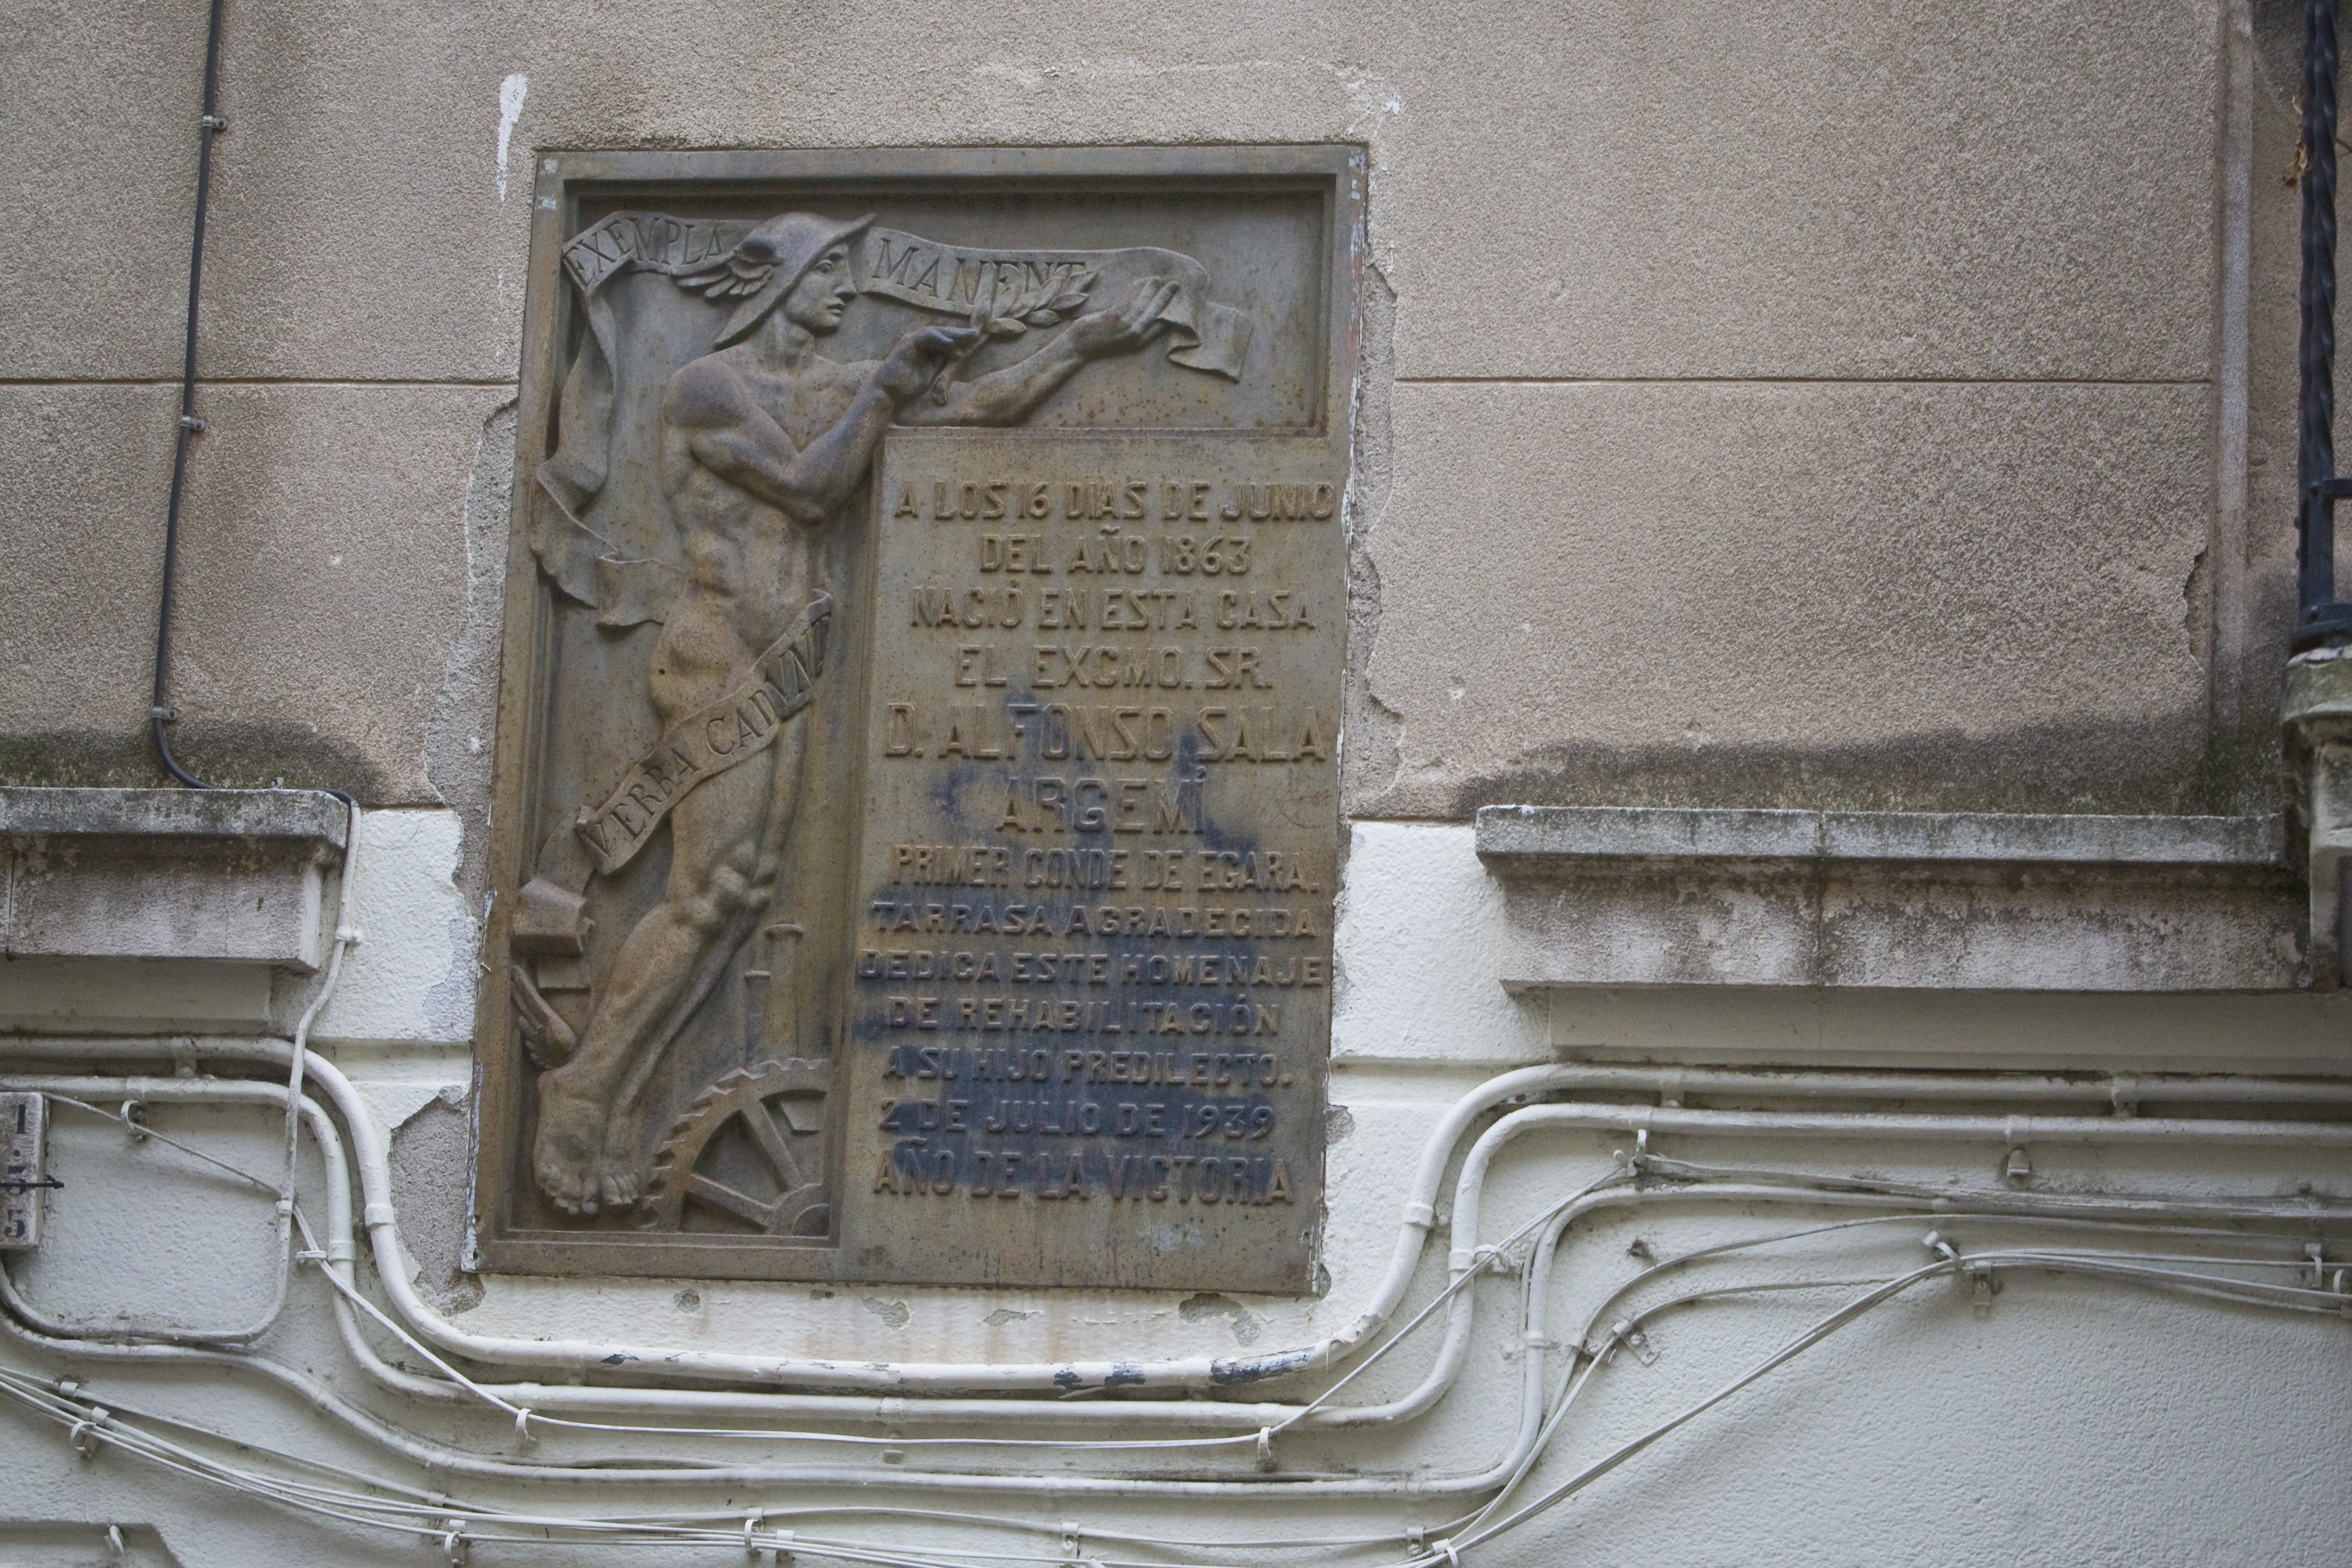 EXEMPLA MANENT
A LOS 16 DIAS DE JUNIO
DEL AÑO 1863
NACIÓ EN ESTA CASA
EL EXCMO. SR.
D. ALFONSO SALA
ARGEMÍ
PRIMER CONDE DE EGARA.
TARRASA AGRADECIDA
DEDICA ESTE HOMENAJE
DE REHABILITACIÓN
A SU HIJO PREDILECTO.
2 DE JULIO DE 1939
AÑO DE LA VICTORIA
VERBA CADVNT